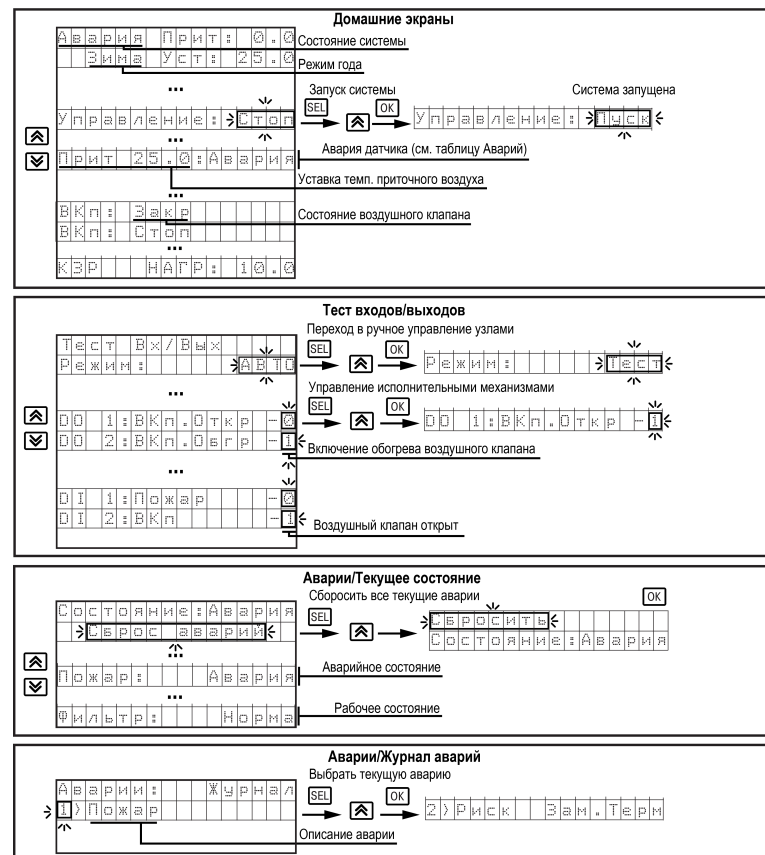 Домашние экраны
Авария Прит: 0.0
Состояние системы
Зима Уст: 25.0
Режим года
...
Запуск системы
Система запущена
Управление: Стоп
SEL
OK
Управление: Пуск
Авария датчика (см. таблицу Аварий)
Прит 25.0:Авария
Уставка темп. приточного воздуха
...
ВКп: Закр
Состояние воздушного клапана
ВКп: Стоп
...
КЗР НАГР: 10.0
Тест входов/выходов
Переход в ручное управление узлами
Тест Вх/Вых
Режим: АВТО
SEL
OK
Режим: Тест
...
Управление исполнительными механизмами
DO 1:ВКп.Откр -0
SEL
OK
DO 1:ВКп.Откр -1
DO 2:ВКп.Обгр -1
Включение обогрева воздушного клапана
...
DI 1:Пожар -0
DI 2:ВКп -1
Воздушный клапан открыт
Аварии/Текущее состояние
Сборосить все текущие аварии
Состояние:Авария
Сброс аварий
SEL
OK
Сбросить
Состояние:Авария
...
Аварийное состояние
Пожар: Авария
...
Рабочее состояние
Фильтр: Норма
Аварии/Журнал аварий
Выбрать текущую аварию
Аварии: Журнал
1)Пожар
SEL
OK
2)Риск Зам.Терм
Описание аварии